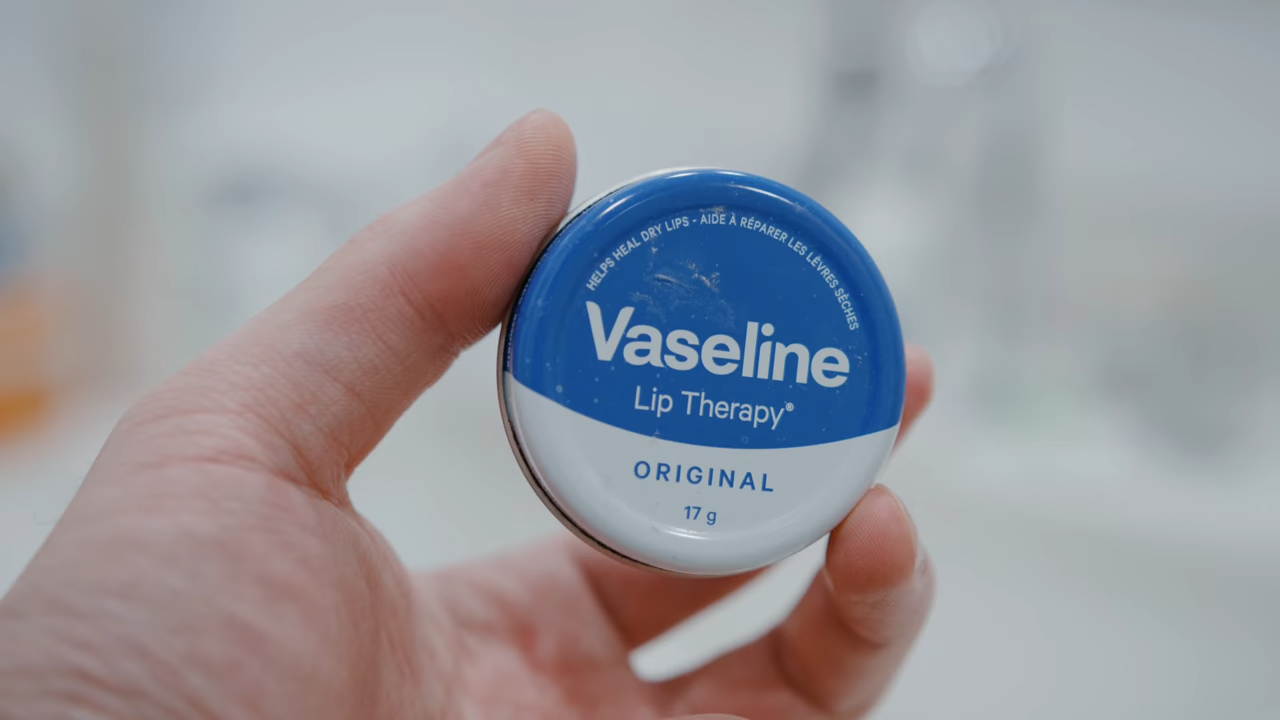 HELPS HEAL DRY LIPS - AIDE À RÉPARER LES LÈVRES SÈCHES
Vaseline
Lip Therapy®
ORIGINAL
17 g